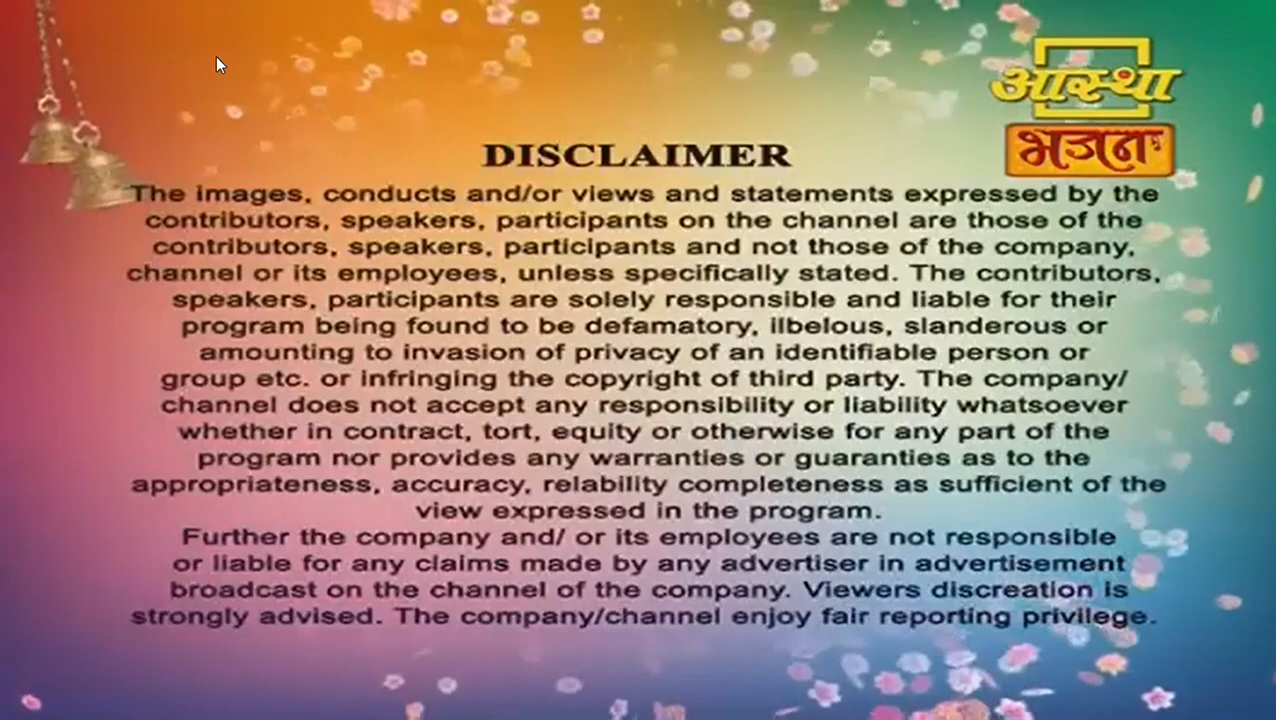 आस्था
भजन
DISCLAIMER
The images, conducts and/or views and statements expressed by the
contributors, speakers, participants on the channel are those of the
contributors, speakers, participants and not those of the company,
channel or its employees, unless specifically stated. The contributors,
speakers, participants are solely responsible and liable for their
program being found to be defamatory, ilbelous, slanderous or
amounting to invasion of privacy of an identifiable person or
group etc. or infringing the copyright of third party. The company/
channel does not accept any responsibility or liability whatsoever
whether in contract, tort, equity or otherwise for any part of the
program nor provides any warranties or guaranties as to the
appropriateness, accuracy, relability completeness as sufficient of the
view expressed in the program.
Further the company and/ or its employees are not responsible
or liable for any claims made by any advertiser in advertisement
broadcast on the channel of the company. Viewers discreation is
strongly advised. The company/channel enjoy fair reporting privilege.